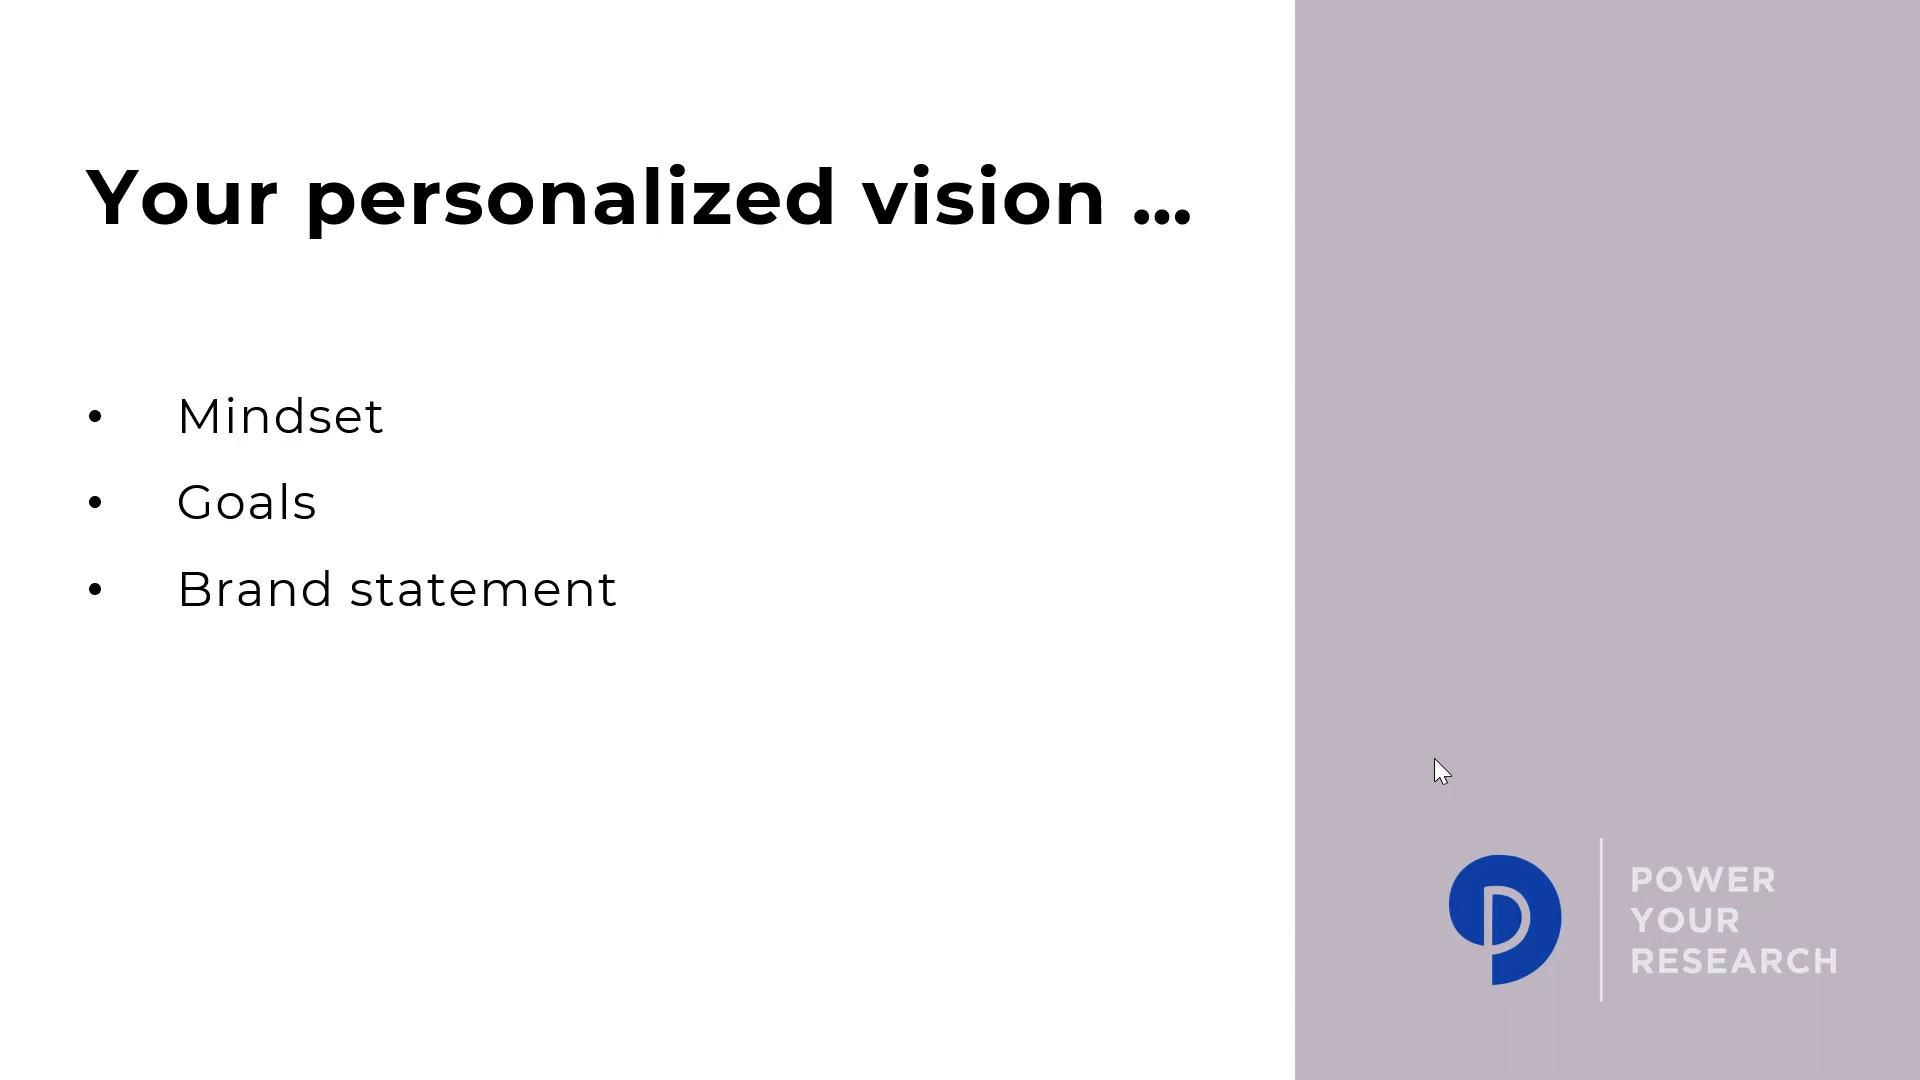 Your personalized vision ...
• Mindset
• Goals
• Brand statement
POWER
YOUR
RESEARCH